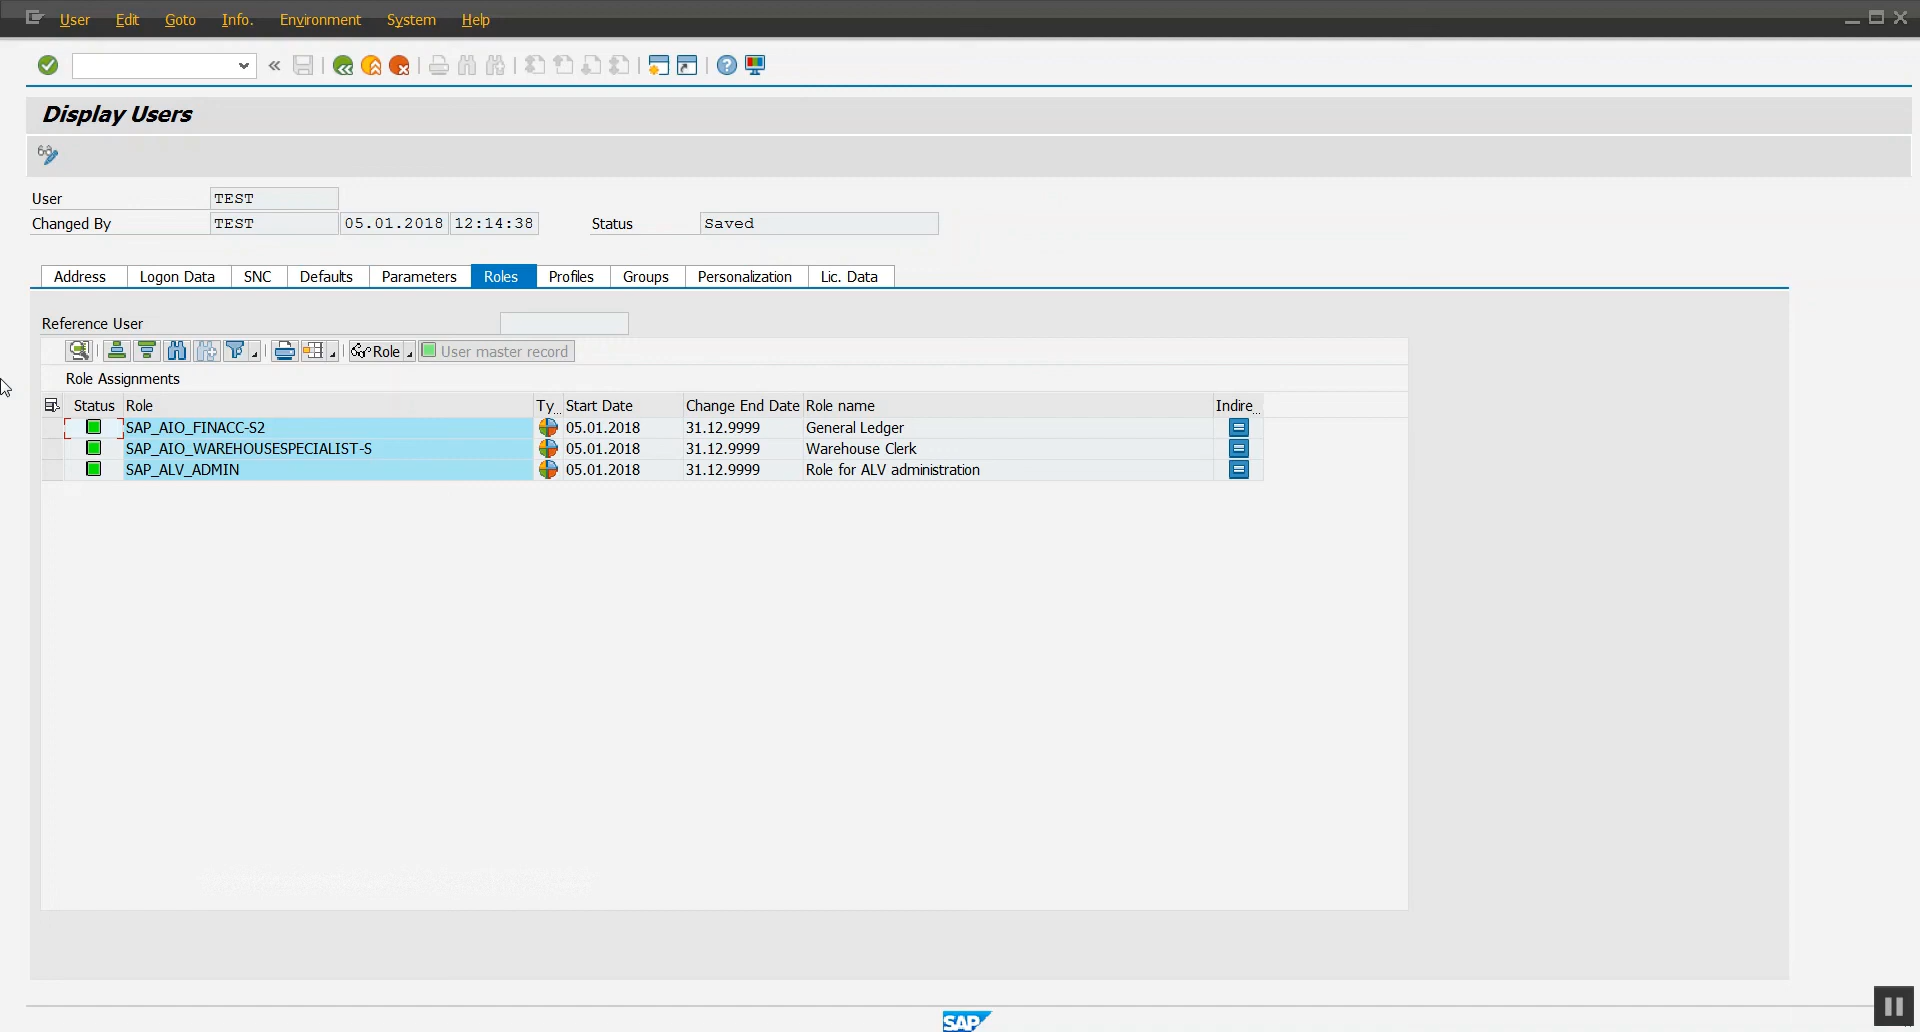 User Edit Goto Info. Environment System Help
Display Users
User TEST
Changed By TEST 05.01.2018 12:14:38 Status Saved
Address Logon Data SNC Defaults Parameters Roles Profiles Groups Personalization Lic. Data
Reference User
Role User master record
Role Assignments
Status Role Ty... Start Date Change End Date Role name Indire...
SAP_AIO_FINACC-S2 05.01.2018 31.12.9999 General Ledger
SAP_AIO_WAREHOUSESPECIALIST-S 05.01.2018 31.12.9999 Warehouse Clerk
SAP_ALV_ADMIN 05.01.2018 31.12.9999 Role for ALV administration
SAP